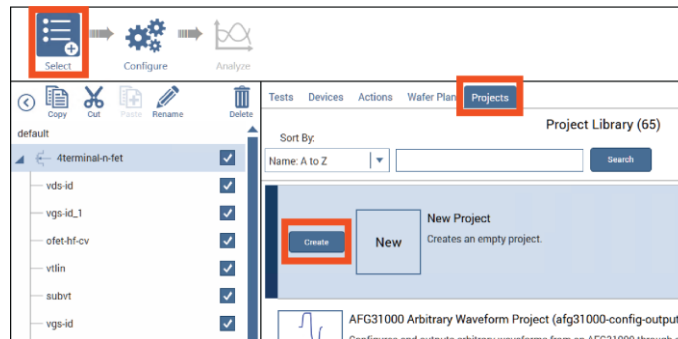 Select
Configure
Analyze
Copy
Cut
Paste
Rename
Delete
default
4terminal-n-fet
vds-id
vgs-id_1
ofet-hf-cv
vtlin
subvt
vgs-id
Tests Devices Actions Wafer Plan Projects
Project Library (65)
Sort By:
Name: A to Z
Search
Create
New
New Project
Creates an empty project.
AFG31000 Arbitrary Waveform Project (afg31000-config-output